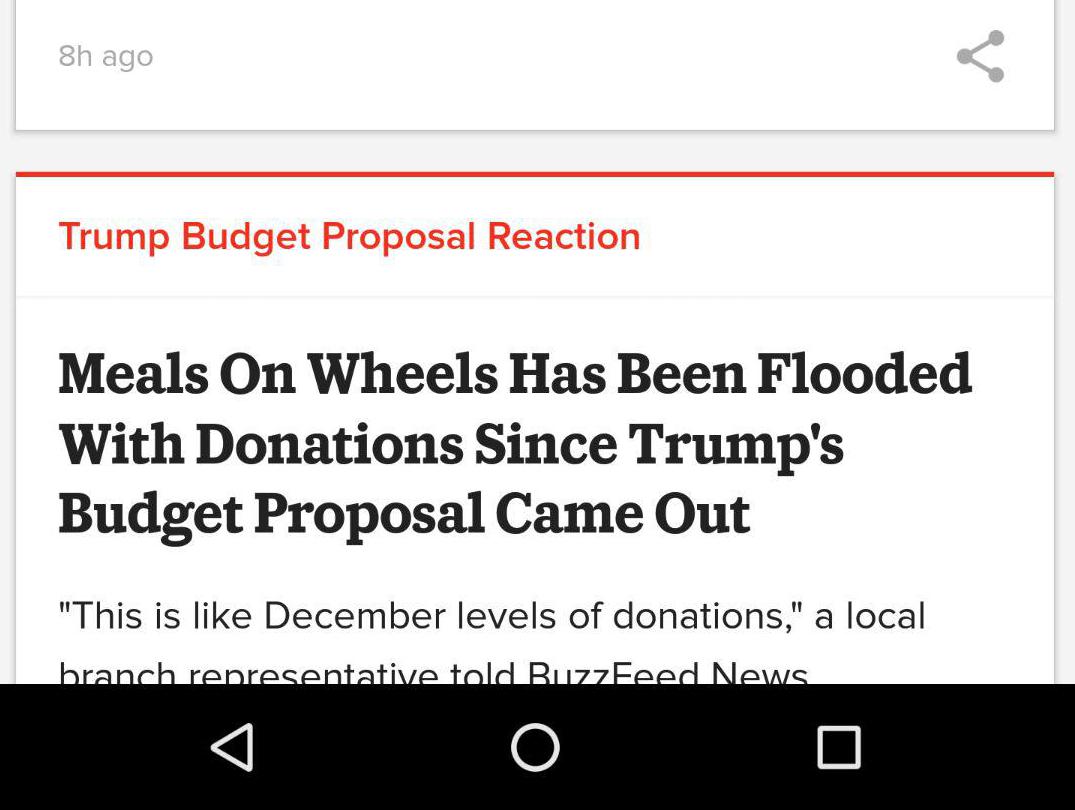 8h ago
Trump Budget Proposal Reaction
Meals On Wheels Has Been Flooded
With Donations Since Trump's
Budget Proposal Came Out
"This is like December levels of donations," a local
branch representative told BuzzFeed News